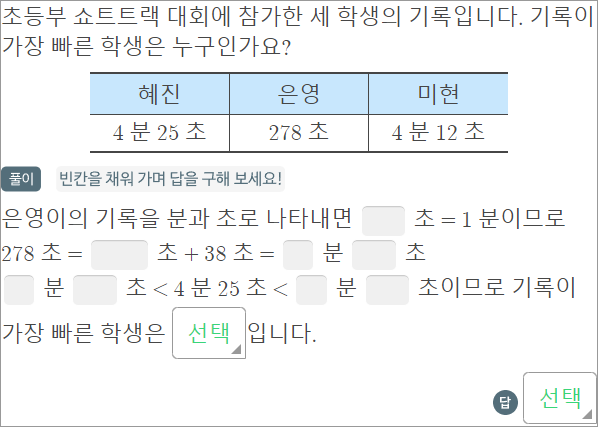 초등부 쇼트트랙 대회에 참가한 세 학생의 기록입니다. 기록이
가장 빠른 학생은 누구인가요?
혜진 은영 미현
4 분 25 초 278 초 4 분 12 초
풀이 빈칸을 채워 가며 답을 구해 보세요!
은영이의 기록을 분과 초로 나타내면 초 = 1 분이므로
278 초 = 초 + 38 초 = 분 초
분 초 < 4 분 25 초 < 분 초이므로 기록이
가장 빠른 학생은 선택 입니다.
답 선택